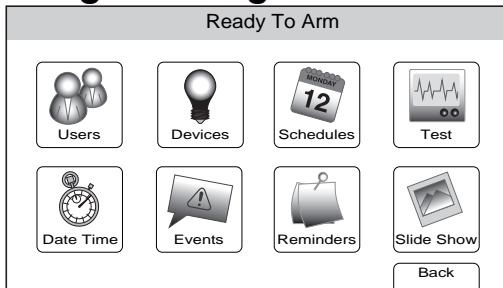 Ready To Arm
MONDAY
12
Users Devices Schedules Test
Date Time Events Reminders Slide Show
Back